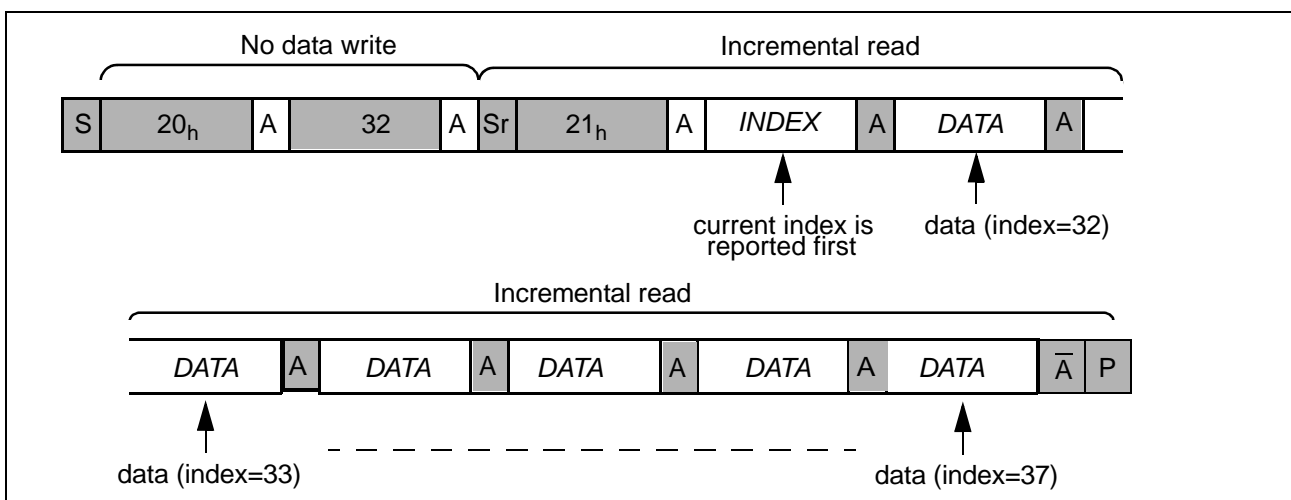 No data write Incremental read
S 20h A 32 A Sr 21h A INDEX A DATA A
current index is reported first data (index=32)
Incremental read
DATA A DATA A DATA A DATA A DATA A̅ P
data (index=33) data (index=37)